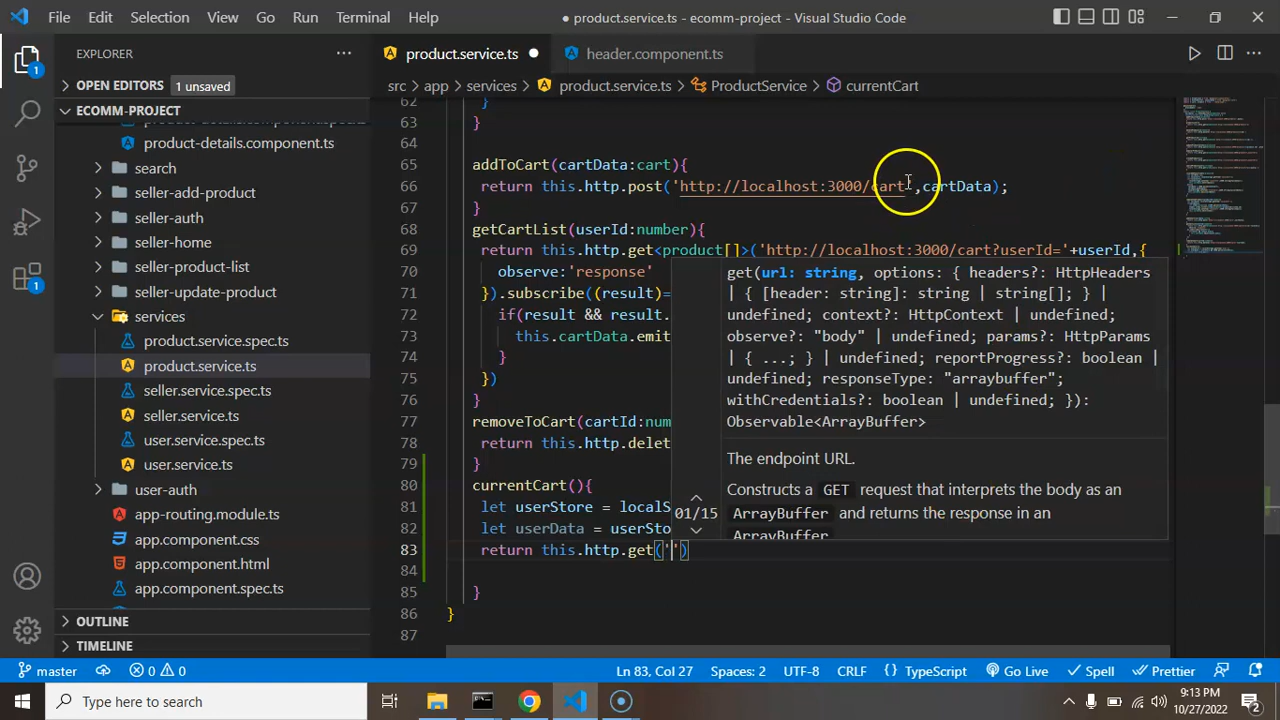 File Edit Selection View Go Run Terminal Help
● product.service.ts - ecomm-project - Visual Studio Code
EXPLORER
OPEN EDITORS 1 unsaved
ECOMM-PROJECT
product-details.component.spec.ts
product-details.component.ts
search
seller-add-product
seller-auth
seller-home
seller-product-list
seller-update-product
services
product.service.spec.ts
product.service.ts
seller.service.spec.ts
seller.service.ts
user.service.spec.ts
user.service.ts
user-auth
app-routing.module.ts
app.component.css
app.component.html
app.component.spec.ts
OUTLINE
TIMELINE
product.service.ts ● header.component.ts
src > app > services > product.service.ts > ProductService > currentCart
62 }
63 }
64
65 addToCart(cartData:cart){
66 return this.http.post('http://localhost:3000/cart',cartData);
67 }
68 getCartList(userId:number){
69 return this.http.get<product[]>('http://localhost:3000/cart?userId='+userId,{
70 observe:'response'
71 }).subscribe((result)=
72 if(result && result.
73 this.cartData.emit
74 }
75 })
76 }
77 removeToCart(cartId:num
78 return this.http.delet
79 }
80 currentCart(){
81 let userStore = localS
82 let userData = userSto
83 return this.http.get('')
84
85 }
86 }
87
get(url: string, options: { headers?: HttpHeaders
| { [header: string]: string | string[]; } |
undefined; context?: HttpContext | undefined;
observe?: "body" | undefined; params?: HttpParams
| { ...; } | undefined; reportProgress?: boolean |
undefined; responseType: "arraybuffer";
withCredentials?: boolean | undefined; }):
Observable<ArrayBuffer>
The endpoint URL.
Constructs a GET request that interprets the body as an
01/15
ArrayBuffer and returns the response in an
ArrayBuffer
1
1
master 0 0 Ln 83, Col 27 Spaces: 2 UTF-8 CRLF { } TypeScript Go Live Spell Prettier
Type here to search
9:13 PM
10/27/2022
2